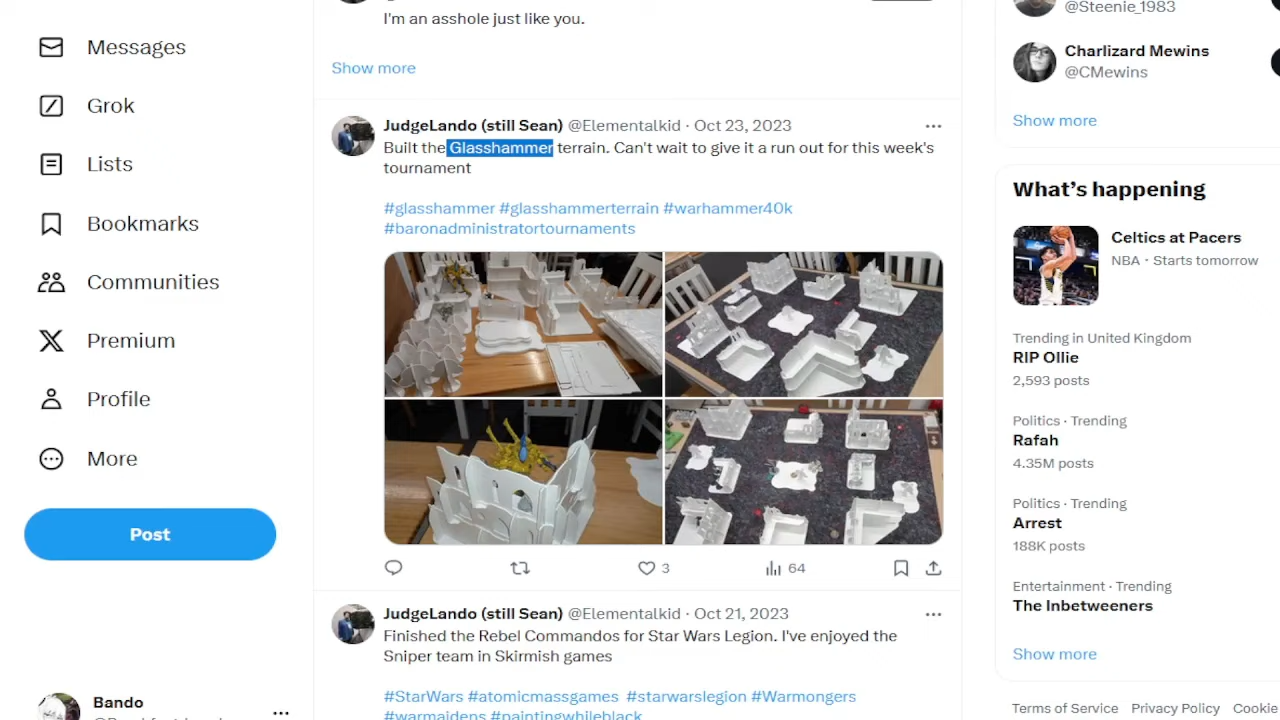 I'm an asshole just like you.
Show more
Messages
Grok
Lists
Bookmarks
Communities
Premium
Profile
More
Post
Bando
JudgeLando (still Sean) @Elementalkid · Oct 23, 2023
Built the Glasshammer terrain. Can't wait to give it a run out for this week's
tournament
#glasshammer #glasshammerterrain #warhammer40k
#baronadministratortournaments
3
64
JudgeLando (still Sean) @Elementalkid · Oct 21, 2023
Finished the Rebel Commandos for Star Wars Legion. I've enjoyed the
Sniper team in Skirmish games
#StarWars #atomicmassgames #starwarslegion #Warmongers
#warmaidens #paintingwhileblack
@Steenie_1983
Charlizard Mewins
@CMewins
Show more
What's happening
Celtics at Pacers
NBA · Starts tomorrow
Trending in United Kingdom
RIP Ollie
2,593 posts
Politics · Trending
Rafah
4.35M posts
Politics · Trending
Arrest
188K posts
Entertainment · Trending
The Inbetweeners
Show more
Terms of Service Privacy Policy Cookie